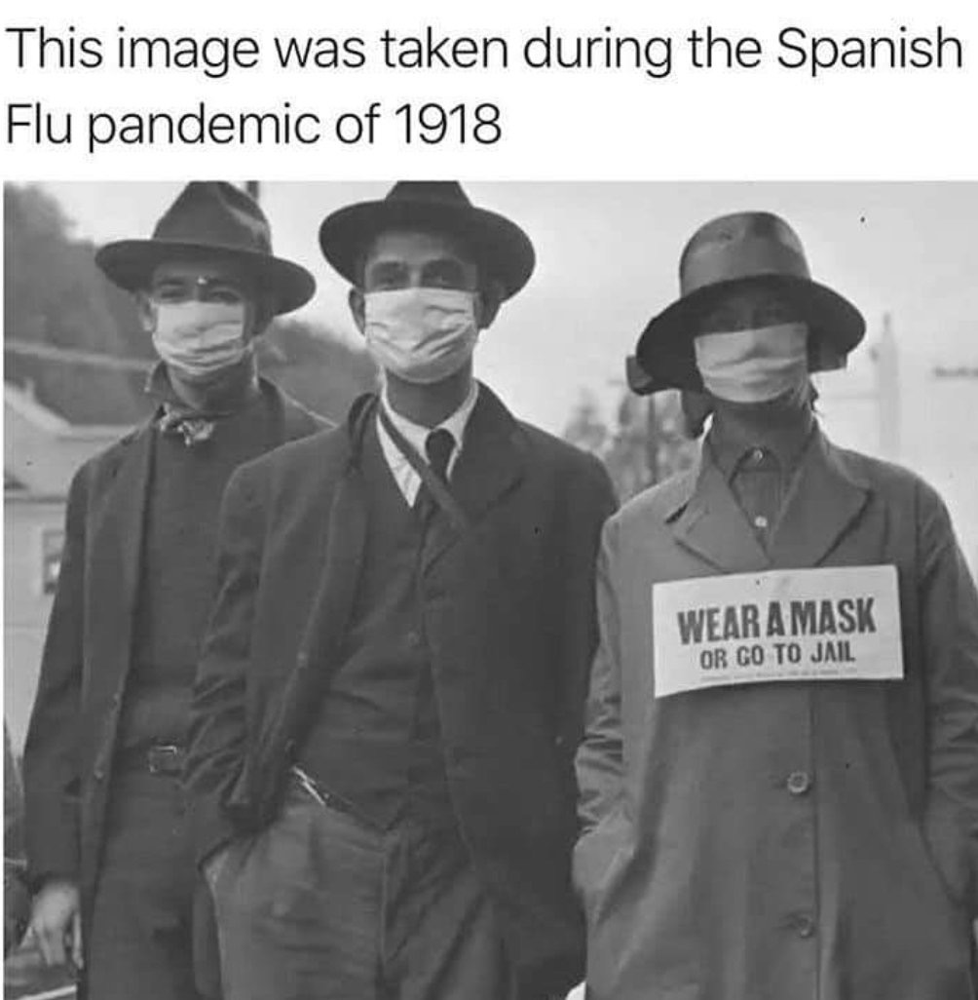 This image was taken during the Spanish
Flu pandemic of 1918
WEAR A MASK
OR GO TO JAIL